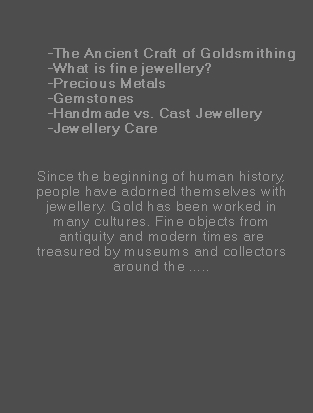 -The Ancient Craft of Goldsmithing
-What is fine jewellery?
-Precious Metals
-Gemstones
-Handmade vs. Cast Jewellery
-Jewellery Care
Since the beginning of human history,
people have adorned themselves with
jewellery. Gold has been worked in
many cultures. Fine objects from
antiquity and modern times are
treasured by museums and collectors
around the .....